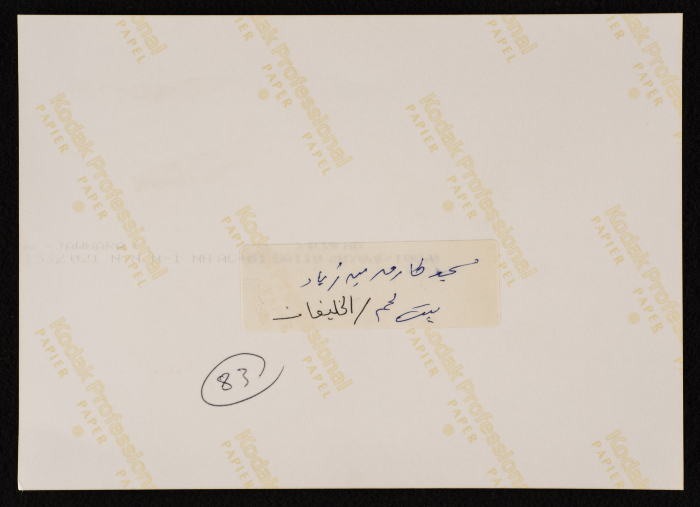 Kodak Professional
PAPER
PAPEL
مسجد طارق بن زياد
بيت لحم / الخليفات
83